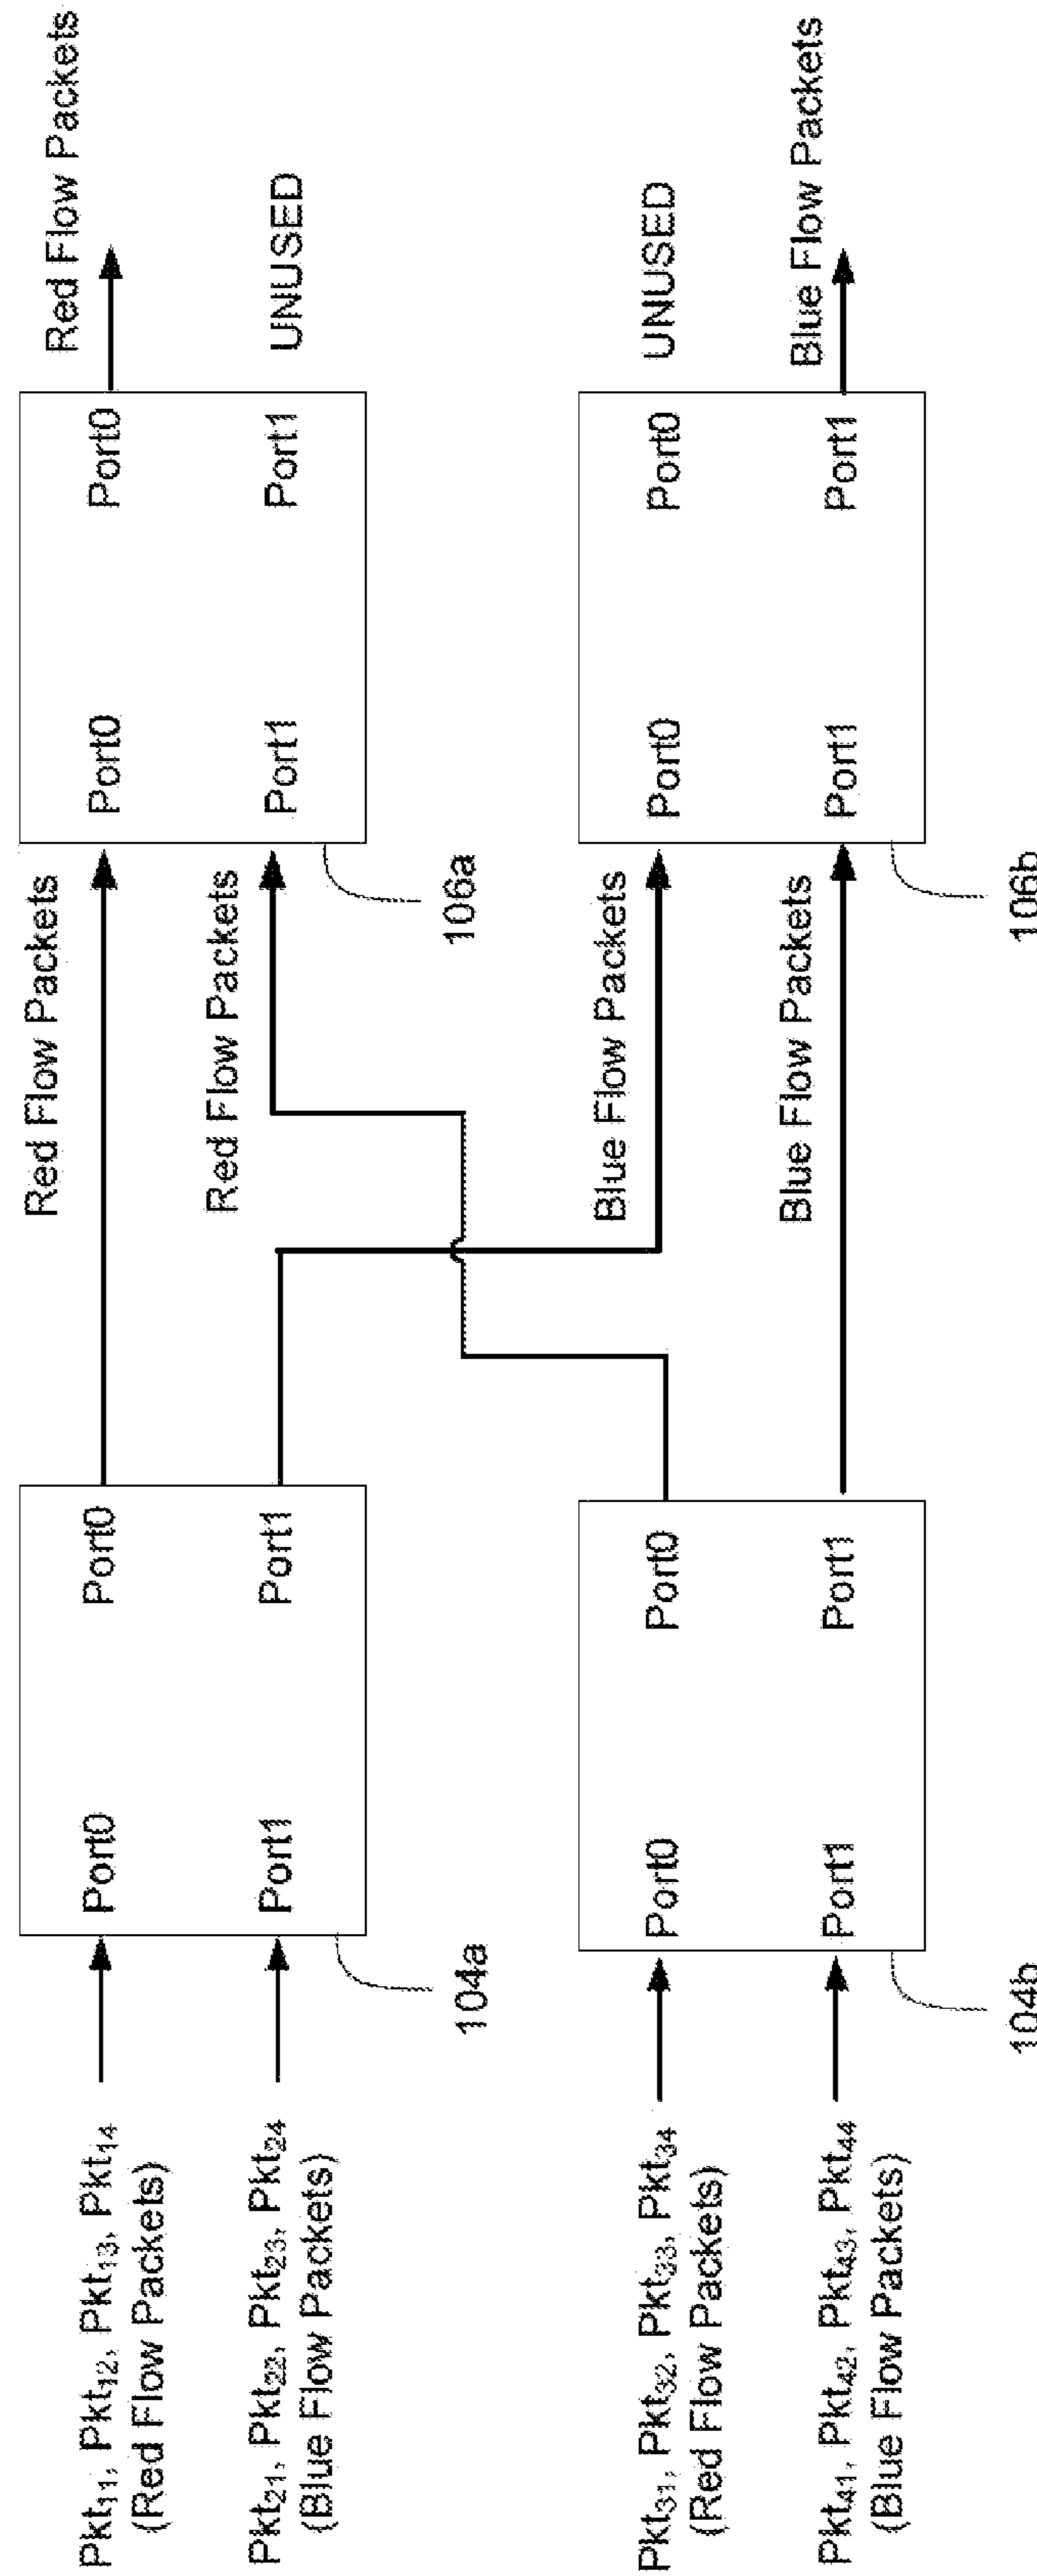 Pkt11, Pkt12, Pkt13, Pkt14
(Red Flow Packets)
Port0
Port0
Red Flow Packets
Port0
Port0
Red Flow Packets
Pkt21, Pkt22, Pkt23, Pkt24
(Blue Flow Packets)
Port1
Port1
Red Flow Packets
Port1
Port1
UNUSED
104a
106a
Pkt31, Pkt32, Pkt33, Pkt34
(Red Flow Packets)
Port0
Port0
Blue Flow Packets
Port0
Port0
UNUSED
Pkt41, Pkt42, Pkt43, Pkt44
(Blue Flow Packets)
Port1
Port1
Blue Flow Packets
Port1
Port1
Blue Flow Packets
104b
106b